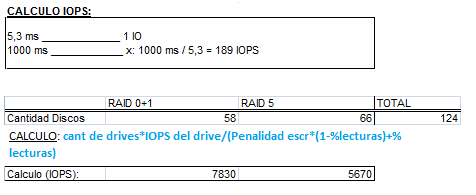 CALCULO IOPS:
5,3 ms ______________ 1 IO
1000 ms _____________ x: 1000 ms / 5,3 = 189 IOPS
RAID 0+1 RAID 5 TOTAL
Cantidad Discos 58 66 124
CALCULO: cant de drives*IOPS del drive/(Penalidad escr*(1-%lecturas)+%
lecturas)
Calculo (IOPS): 7830 5670